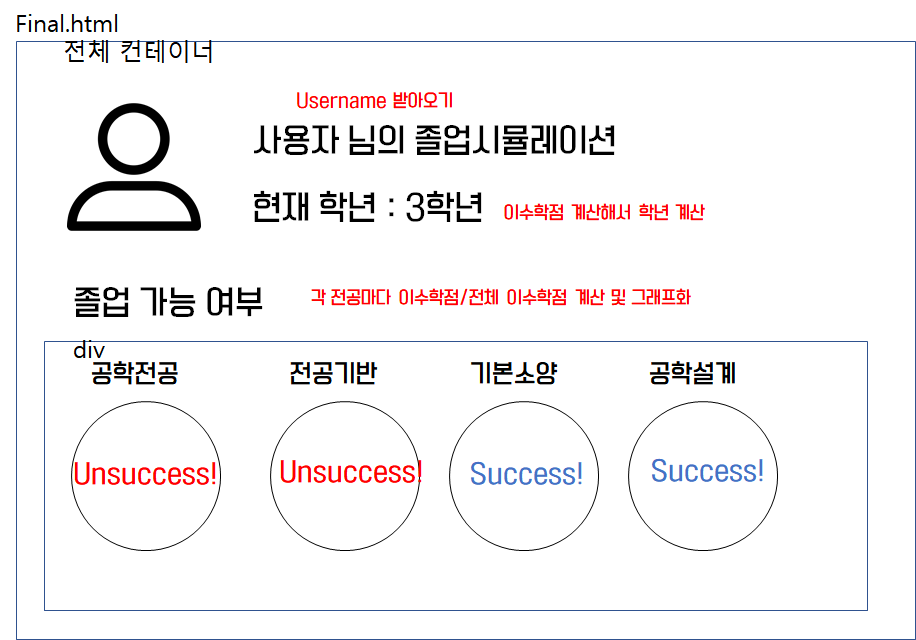 Final.html
전체 컨테이너
Username 받아오기
사용자 님의 졸업시뮬레이션
현재 학년 : 3학년 이수학점 계산해서 학년 계산
졸업 가능 여부 각 전공마다 이수학점/전체 이수학점 계산 및 그래프화
div
공학전공 전공기반 기본소양 공학설계
Unsuccess! Unsuccess! Success! Success!